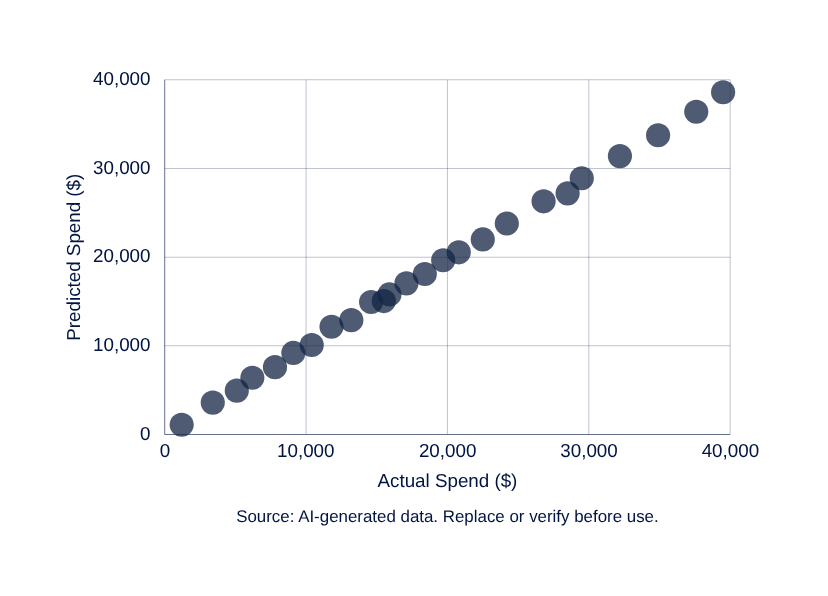 40,000
30,000
20,000
10,000
0
Predicted Spend ($)
0 10,000 20,000 30,000 40,000
Actual Spend ($)
Source: AI-generated data. Replace or verify before use.